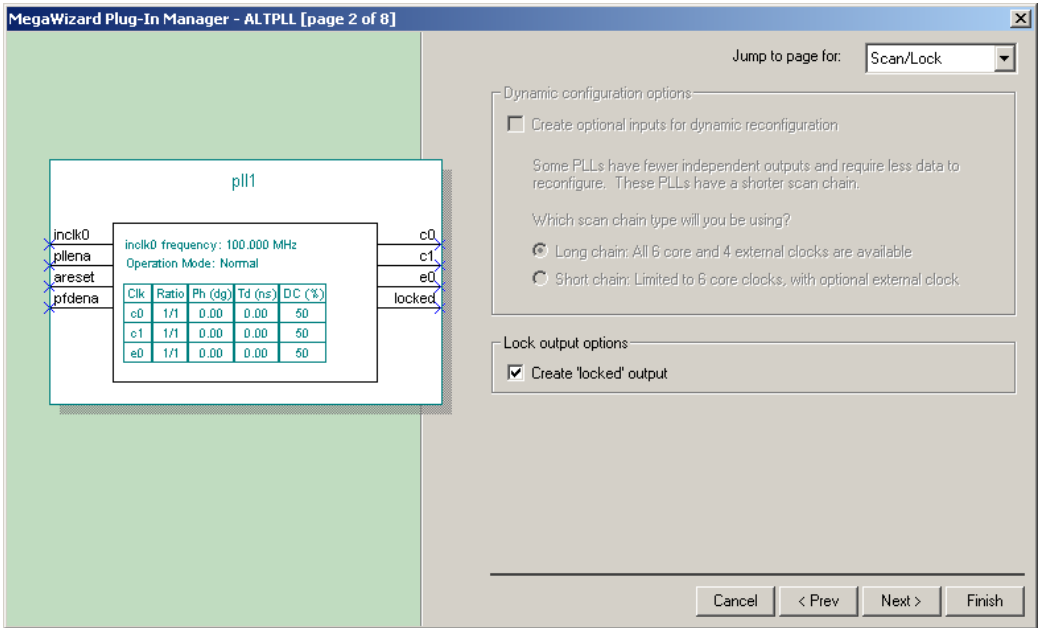 MegaWizard Plug-In Manager - ALTPLL [page 2 of 8]
Jump to page for:
Scan/Lock
Dynamic configuration options
Create optional inputs for dynamic reconfiguration
Some PLLs have fewer independent outputs and require less data to
reconfigure. These PLLs have a shorter scan chain.
Which scan chain type will you be using?
Long chain: All 6 core and 4 external clocks are available
Short chain: Limited to 6 core clocks, with optional external clock
Lock output options
Create 'locked' output
pll1
inclk0
pllena
areset
pfdena
inclk0 frequency: 100.000 MHz
Operation Mode: Normal
Clk Ratio Ph (dg) Td (ns) DC (%)
c0 1/1 0.00 0.00 50
c1 1/1 0.00 0.00 50
e0 1/1 0.00 0.00 50
c0
c1
e0
locked
Cancel
< Prev
Next >
Finish